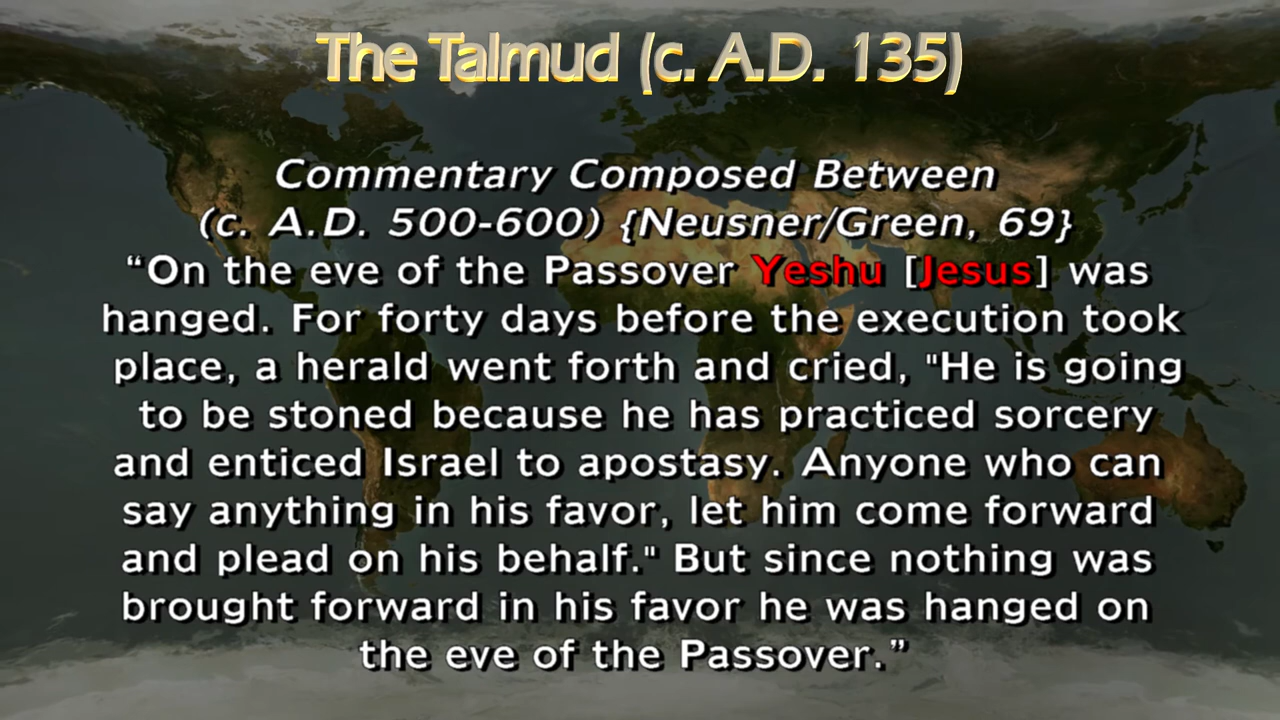 The Talmud (c. A.D. 135)
Commentary Composed Between
(c. A.D. 500-600) {Neusner/Green, 69}
“On the eve of the Passover Yeshu [Jesus] was
hanged. For forty days before the execution took
place, a herald went forth and cried, "He is going
to be stoned because he has practiced sorcery
and enticed Israel to apostasy. Anyone who can
say anything in his favor, let him come forward
and plead on his behalf." But since nothing was
brought forward in his favor he was hanged on
the eve of the Passover.”